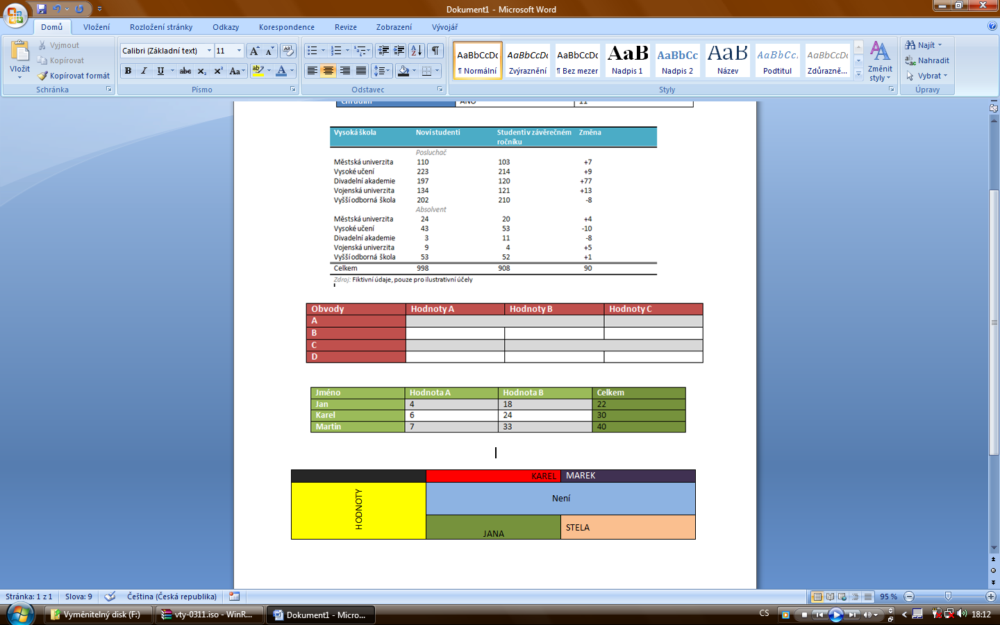 Dokument1 - Microsoft Word
Domů Vložení Rozložení stránky Odkazy Korespondence Revize Zobrazení Vývojář
Vložit
Vyjmout
Kopírovat
Kopírovat formát
Schránka
Calibri (Základní text) 11
Písmo
Odstavec
AaBbCcDc AaBbCcDc AaBbCcDc AaB AaBbCc AaB AaBbCc. AaBbCcDc
¶ Normální Zvýraznění ¶ Bez mezer Nadpis 1 Nadpis 2 Název Podtitul Zdůrazně...
Změnit styly
Styly
Najít
Nahradit
Vybrat
Úpravy
Chrudim ANO 11
Vysoká škola Noví studenti Studenti v závěrečném ročníku Změna
Posluchač
Městská univerzita 110 103 +7
Vysoké učení 223 214 +9
Divadelní akademie 197 120 +77
Vojenská univerzita 134 121 +13
Vyšší odborná škola 202 210 -8
Absolvent
Městská univerzita 24 20 +4
Vysoké učení 43 53 -10
Divadelní akademie 3 11 -8
Vojenská univerzita 9 4 +5
Vyšší odborná škola 53 52 +1
Celkem 998 908 90
Zdroj: Fiktivní údaje, pouze pro ilustrativní účely
Obvody Hodnoty A Hodnoty B Hodnoty C
A
B
C
D
Jméno Hodnota A Hodnota B Celkem
Jan 4 18 22
Karel 6 24 30
Martin 7 33 40
KAREL MAREK
HODNOTY
Není
JANA
STELA
Stránka: 1 z 1 Slova: 9 Čeština (Česká republika) 95 %
Vyměnitelný disk (F:) vty-0311.iso - WinR... Dokument1 - Micro... CS 18:12